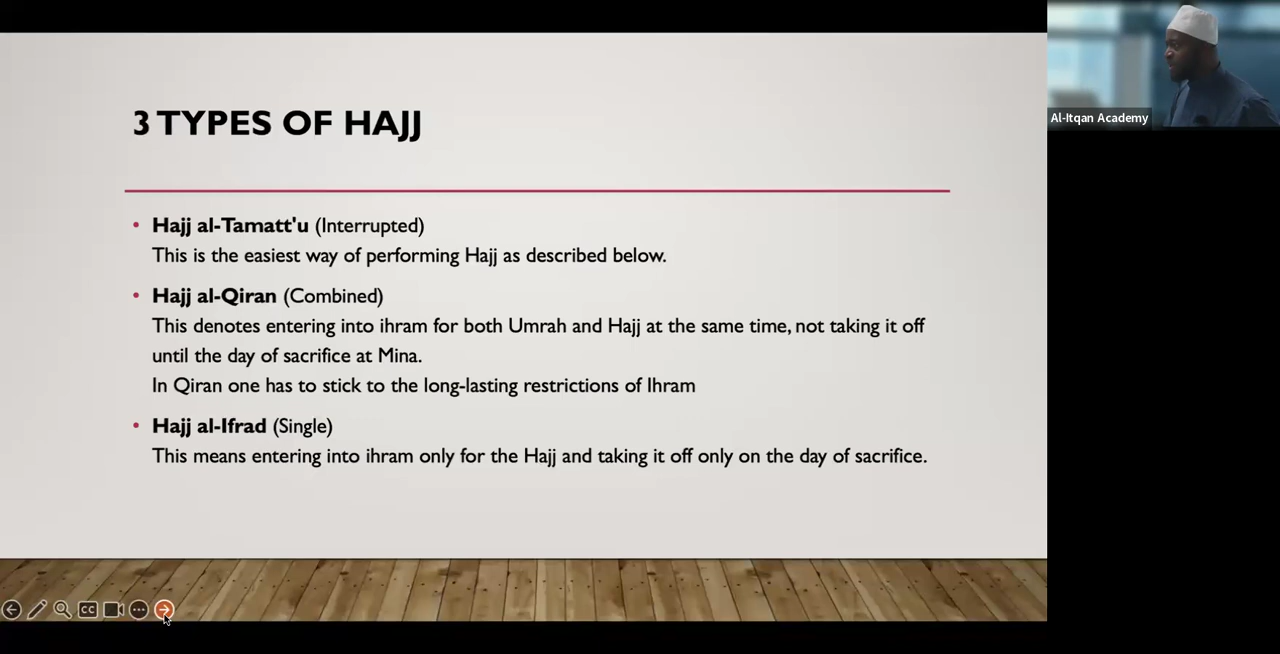 3 TYPES OF HAJJ
• Hajj al-Tamatt'u (Interrupted)
This is the easiest way of performing Hajj as described below.
• Hajj al-Qiran (Combined)
This denotes entering into ihram for both Umrah and Hajj at the same time, not taking it off
until the day of sacrifice at Mina.
In Qiran one has to stick to the long-lasting restrictions of Ihram
• Hajj al-Ifrad (Single)
This means entering into ihram only for the Hajj and taking it off only on the day of sacrifice.
Al-Itqan Academy
CC